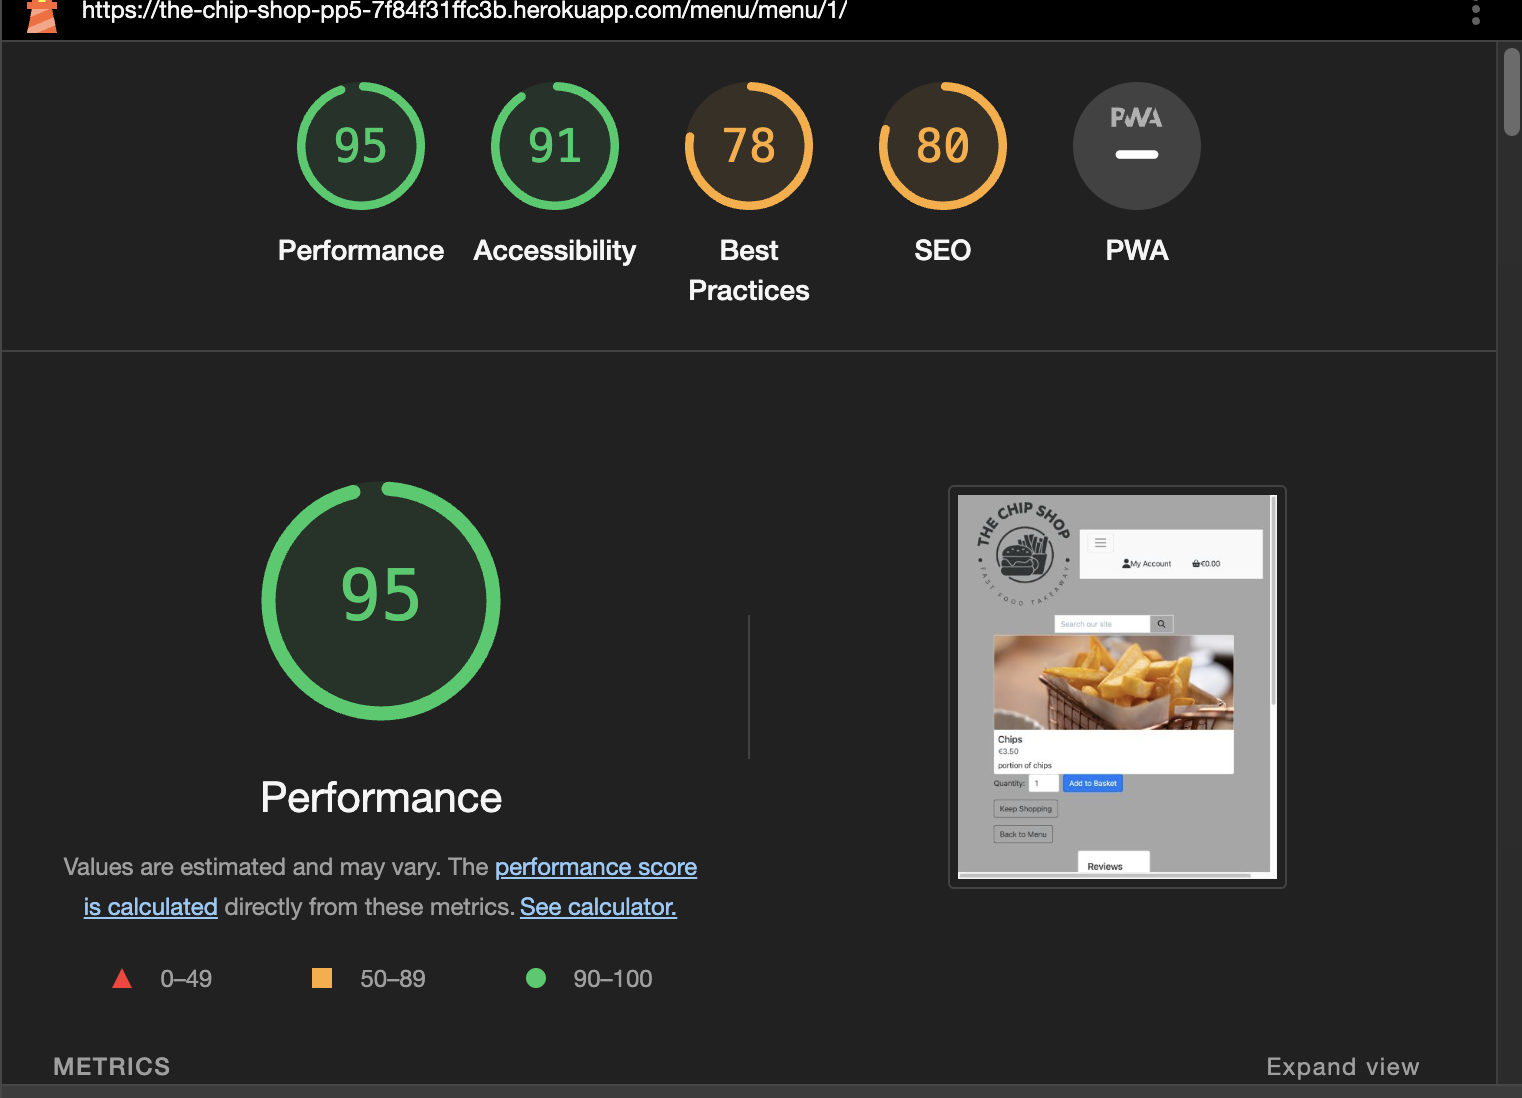 https://the-chip-shop-pp5-7f84f31ffc3b.herokuapp.com/menu/menu/1/
95
91
78
80
PWA
Performance
Accessibility
Best
Practices
SEO
PWA
95
Performance
Values are estimated and may vary. The performance score
is calculated directly from these metrics. See calculator.
0–49
50–89
90–100
THE CHIP SHOP
FAST FOOD TAKEAWAY
My Account
€0.00
Search our site
Chips
€3.50
portion of chips
Quantity:
1
Add to Basket
Keep Shopping
Back to Menu
Reviews
METRICS
Expand view